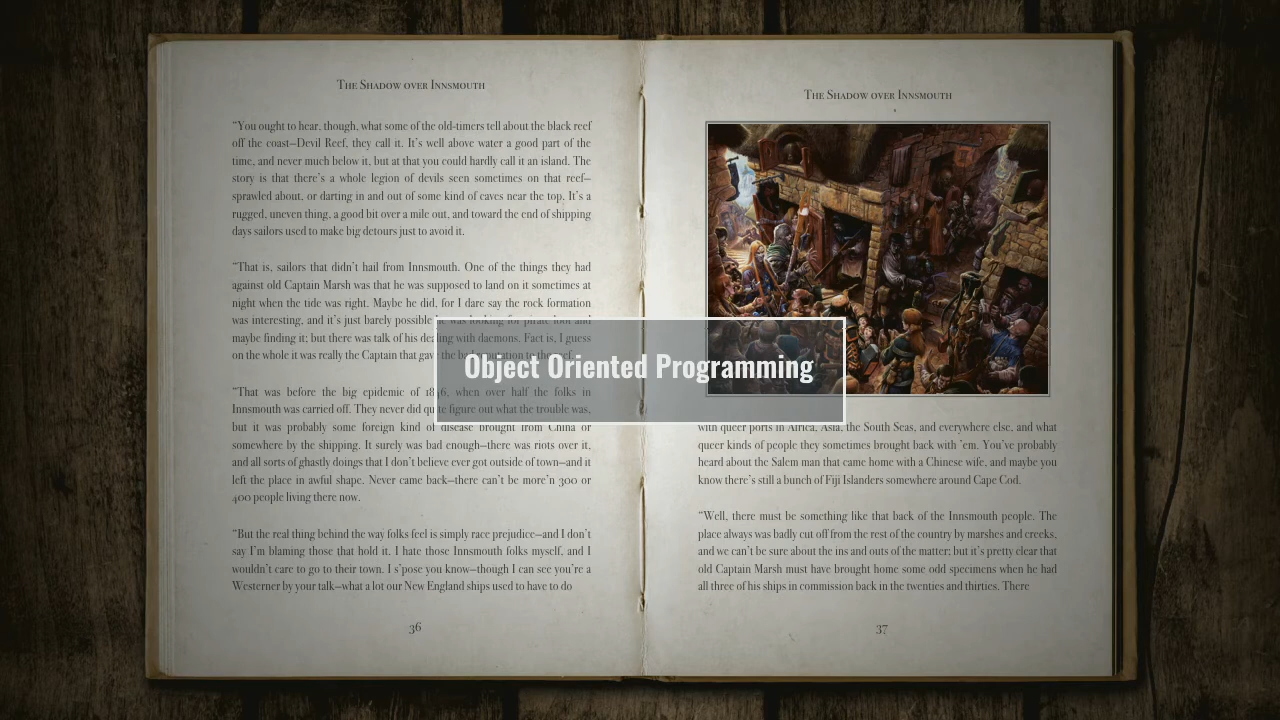 The Shadow over Innsmouth
“You ought to hear, though, what some of the old-timers tell about the black reef
off the coast—Devil Reef, they call it. It’s well above water a good part of the
time, and never much below it, but at that you could hardly call it an island. The
story is that there’s a whole legion of devils seen sometimes on that reef—
sprawled about, or darting in and out of some kind of caves near the top. It’s a
rugged, uneven thing, a good bit over a mile out, and toward the end of shipping
days sailors used to make big detours just to avoid it.
“That is, sailors that didn’t hail from Innsmouth. One of the things they had
against old Captain Marsh was that he was supposed to land on it sometimes at
night when the tide was right. Maybe he did, for I dare say the rock formation
was interesting, and it’s just barely possible he was looking for pirate loot and
maybe finding it; but there was talk of his dealing with daemons. Fact is, I guess
on the whole it was really the Captain that gave the bad reputation to the reef.
“That was before the big epidemic of 1846, when over half the folks in
Innsmouth was carried off. They never did quite figure out what the trouble was,
but it was probably some foreign kind of disease brought from China or
somewhere by the shipping. It surely was bad enough—there was riots over it,
and all sorts of ghastly doings that I don’t believe ever got outside of town—and it
left the place in awful shape. Never came back—there can’t be more’n 300 or
400 people living there now.
“But the real thing behind the way folks feel is simply race prejudice—and I don’t
say I’m blaming those that hold it. I hate those Innsmouth folks myself, and I
wouldn’t care to go to their town. I s’pose you know—though I can see you’re a
Westerner by your talk—what a lot our New England ships used to have to do
36
The Shadow over Innsmouth
with queer ports in Africa, Asia, the South Seas, and everywhere else, and what
queer kinds of people they sometimes brought back with ’em. You’ve probably
heard about the Salem man that came home with a Chinese wife, and maybe you
know there’s still a bunch of Fiji Islanders somewhere around Cape Cod.
“Well, there must be something like that back of the Innsmouth people. The
place always was badly cut off from the rest of the country by marshes and creeks,
and we can’t be sure about the ins and outs of the matter; but it’s pretty clear that
old Captain Marsh must have brought home some odd specimens when he had
all three of his ships in commission back in the twenties and thirties. There
37
Object Oriented Programming